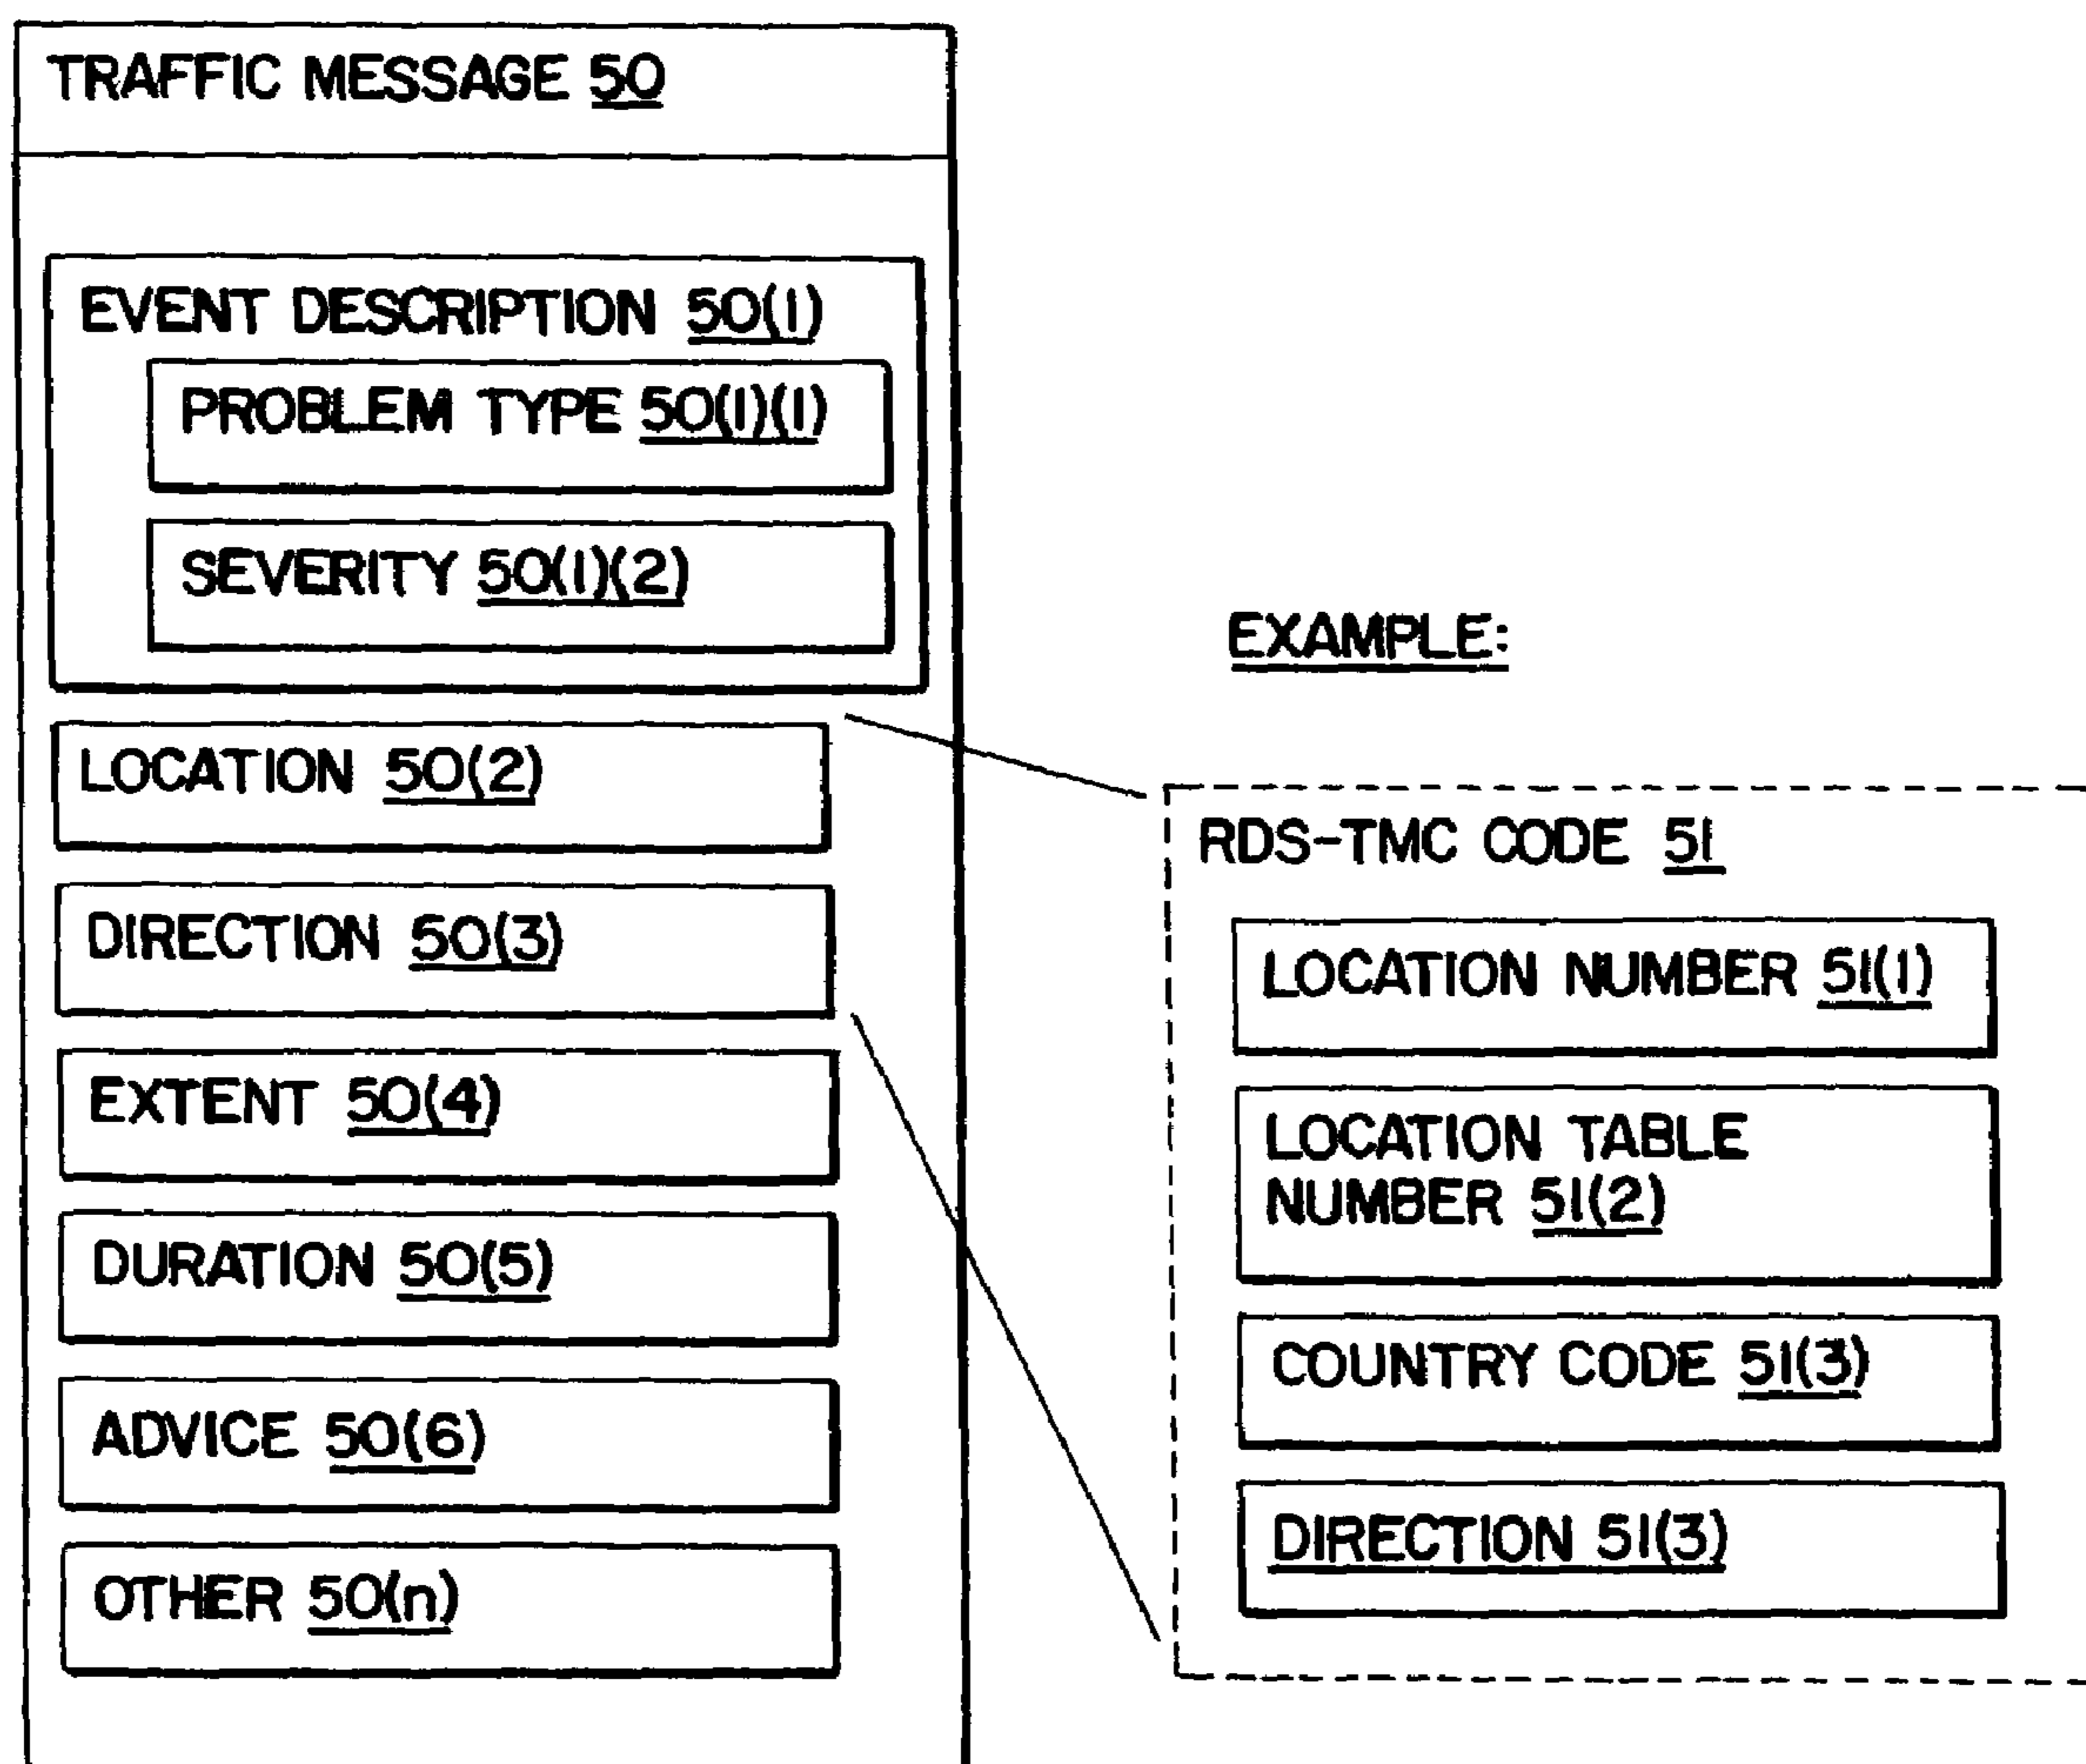 TRAFFIC MESSAGE 50
EVENT DESCRIPTION 50(1)
PROBLEM TYPE 50(1)(1)
SEVERITY 50(1)(2)
LOCATION 50(2)
DIRECTION 50(3)
EXTENT 50(4)
DURATION 50(5)
ADVICE 50(6)
OTHER 50(n)
EXAMPLE:
RDS-TMC CODE 51
LOCATION NUMBER 51(1)
LOCATION TABLE
NUMBER 51(2)
COUNTRY CODE 51(3)
DIRECTION 51(3)